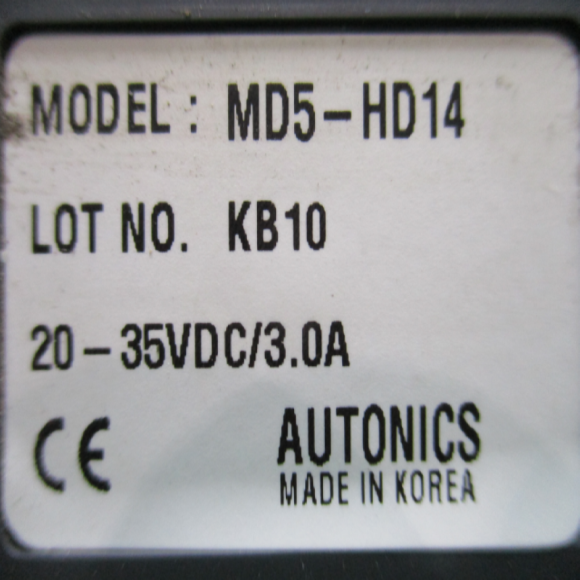 MODEL : MD5-HD14
LOT NO. KB10
20-35VDC/3.0A
CE AUTONICS
MADE IN KOREA